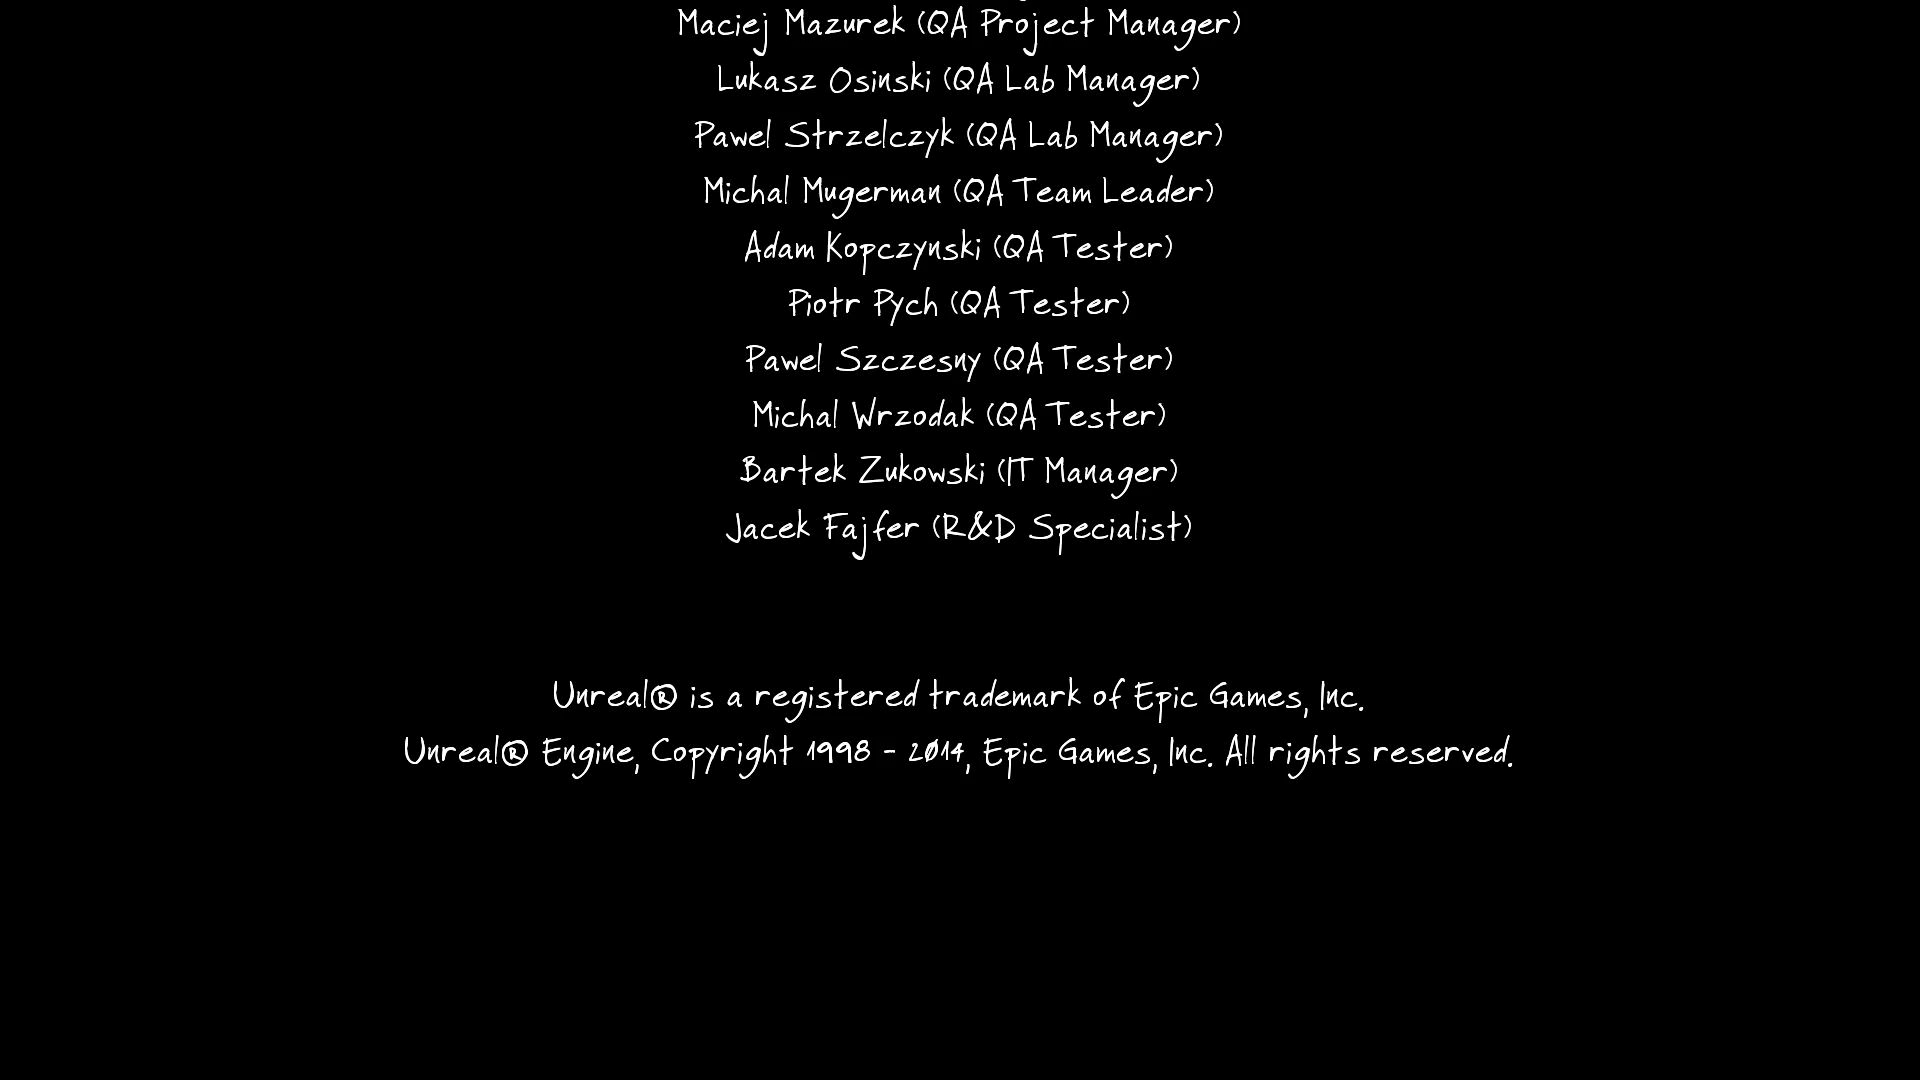 Maciej Mazurek (QA Project Manager)
Lukasz Osinski (QA Lab Manager)
Pawel Strzelczyk (QA Lab Manager)
Michal Mugerman (QA Team Leader)
Adam Kopczynski (QA Tester)
Piotr Pych (QA Tester)
Pawel Szczesny (QA Tester)
Michal Wrzodak (QA Tester)
Bartek Zukowski (IT Manager)
Jacek Fajfer (R&D Specialist)
Unreal® is a registered trademark of Epic Games, Inc.
Unreal® Engine, Copyright 1998 - 2014, Epic Games, Inc. All rights reserved.